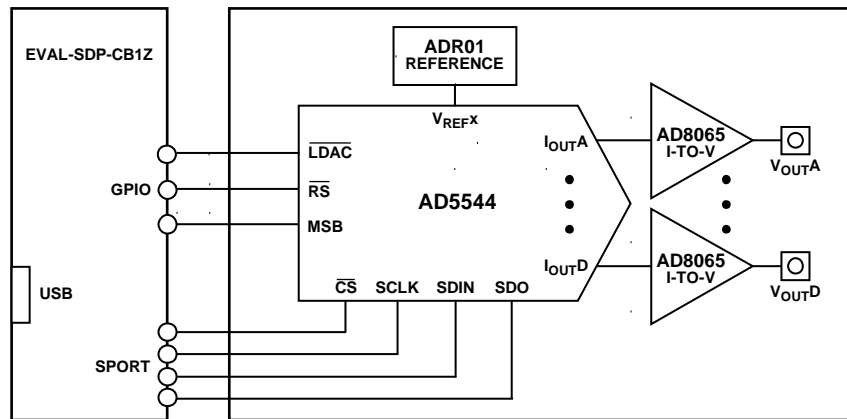 EVAL-SDP-CB1Z
ADR01
REFERENCE
VREFX
LDAC
RS
MSB
GPIO
AD5544
IOUTA
IOUTD
AD8065
I-TO-V
VOUTA
AD8065
I-TO-V
VOUTD
CS
SCLK
SDIN
SDO
USB
SPORT